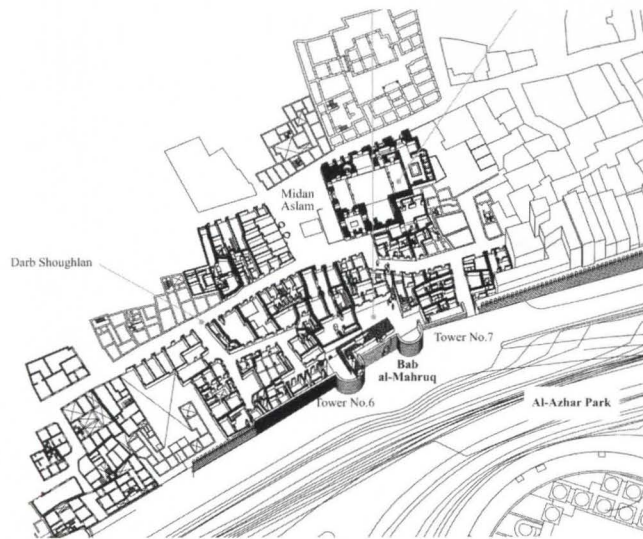 Midan
Aslam
Darb Shoughlan
Tower No.7
Bab
al-Mahruq
Tower No.6
Al-Azhar Park